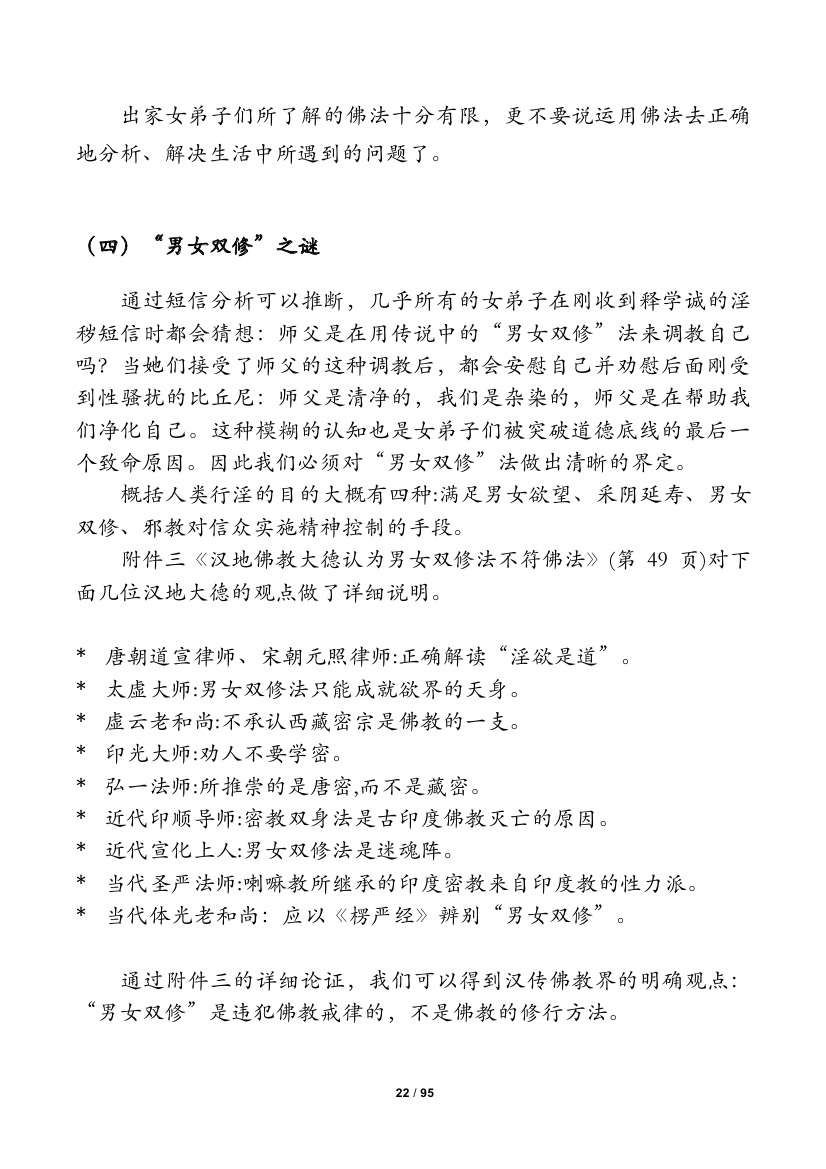 出家女弟子们所了解的佛法十分有限，更不要说运用佛法去正确
地分析、解决生活中所遇到的问题了。
（四）“男女双修”之谜
通过短信分析可以推断，几乎所有的女弟子在刚收到释学诚的淫
秽短信时都会猜想：师父是在用传说中的“男女双修”法来调教自己
吗？当她们接受了师父的这种调教后，都会安慰自己并劝慰后面刚受
到性骚扰的比丘尼：师父是清净的，我们是杂染的，师父是在帮助我
们净化自己。这种模糊的认知也是女弟子们被突破道德底线的最后一
个致命原因。因此我们必须对“男女双修”法做出清晰的界定。
概括人类行淫的目的大概有四种:满足男女欲望、采阴延寿、男女
双修、邪教对信众实施精神控制的手段。
附件三《汉地佛教大德认为男女双修法不符佛法》(第 49 页)对下
面几位汉地大德的观点做了详细说明。
* 唐朝道宣律师、宋朝元照律师:正确解读“淫欲是道”。
* 太虚大师:男女双修法只能成就欲界的天身。
* 虚云老和尚:不承认西藏密宗是佛教的一支。
* 印光大师:劝人不要学密。
* 弘一法师:所推崇的是唐密,而不是藏密。
* 近代印顺导师:密教双身法是古印度佛教灭亡的原因。
* 近代宣化上人:男女双修法是迷魂阵。
* 当代圣严法师:喇嘛教所继承的印度密教来自印度教的性力派。
* 当代体光老和尚：应以《楞严经》辨别“男女双修”。
通过附件三的详细论证，我们可以得到汉传佛教界的明确观点：
“男女双修”是违犯佛教戒律的，不是佛教的修行方法。
22 / 95